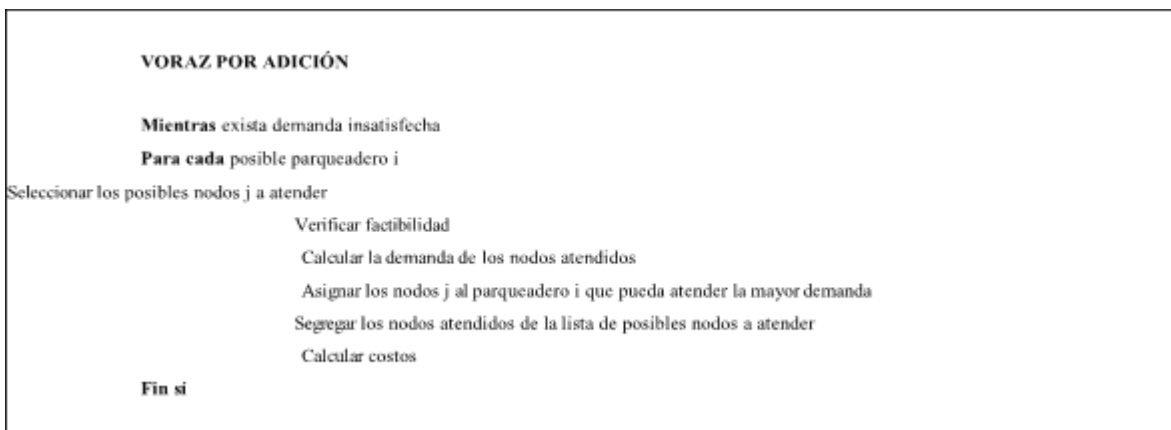 VORAZ POR ADICIÓN
Mientras exista demanda insatisfecha
Para cada posible parqueadero i
Seleccionar los posibles nodos j a atender
Verificar factibilidad
Calcular la demanda de los nodos atendidos
Asignar los nodos j al parqueadero i que pueda atender la mayor demanda
Segregar los nodos atendidos de la lista de posibles nodos a atender
Calcular costos
Fin sí